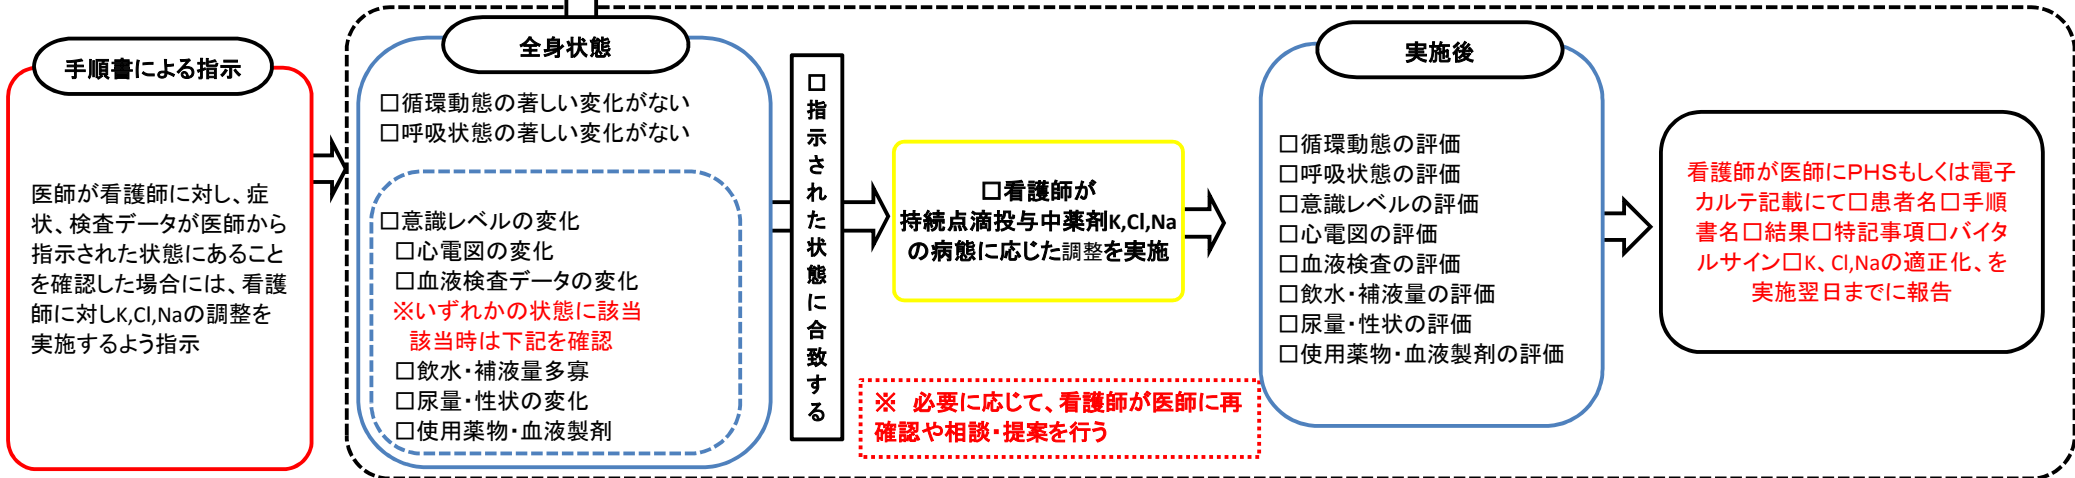 手順書による指示
医師が看護師に対し、症
状、検査データが医師から
指示された状態にあること
を確認した場合には、看護
師に対しK,Cl,Naの調整を
実施するよう指示
全身状態
□循環動態の著しい変化がない
□呼吸状態の著しい変化がない
□意識レベルの変化
□心電図の変化
□血液検査データの変化
※いずれかの状態に該当
該当時は下記を確認
□飲水・補液量多寡
□尿量・性状の変化
□使用薬物・血液製剤
□指示された状態に合致する
□看護師が
持続点滴投与中薬剤K,Cl,Na
の病態に応じた調整を実施
※ 必要に応じて、看護師が医師に再
確認や相談・提案を行う
実施後
□循環動態の評価
□呼吸状態の評価
□意識レベルの評価
□心電図の評価
□血液検査の評価
□飲水・補液量の評価
□尿量・性状の評価
□使用薬物・血液製剤の評価
看護師が医師にPHSもしくは電子
カルテ記載にて□患者名□手順
書名□結果□特記事項□バイタ
ルサイン□K、Cl,Naの適正化、を
実施翌日までに報告